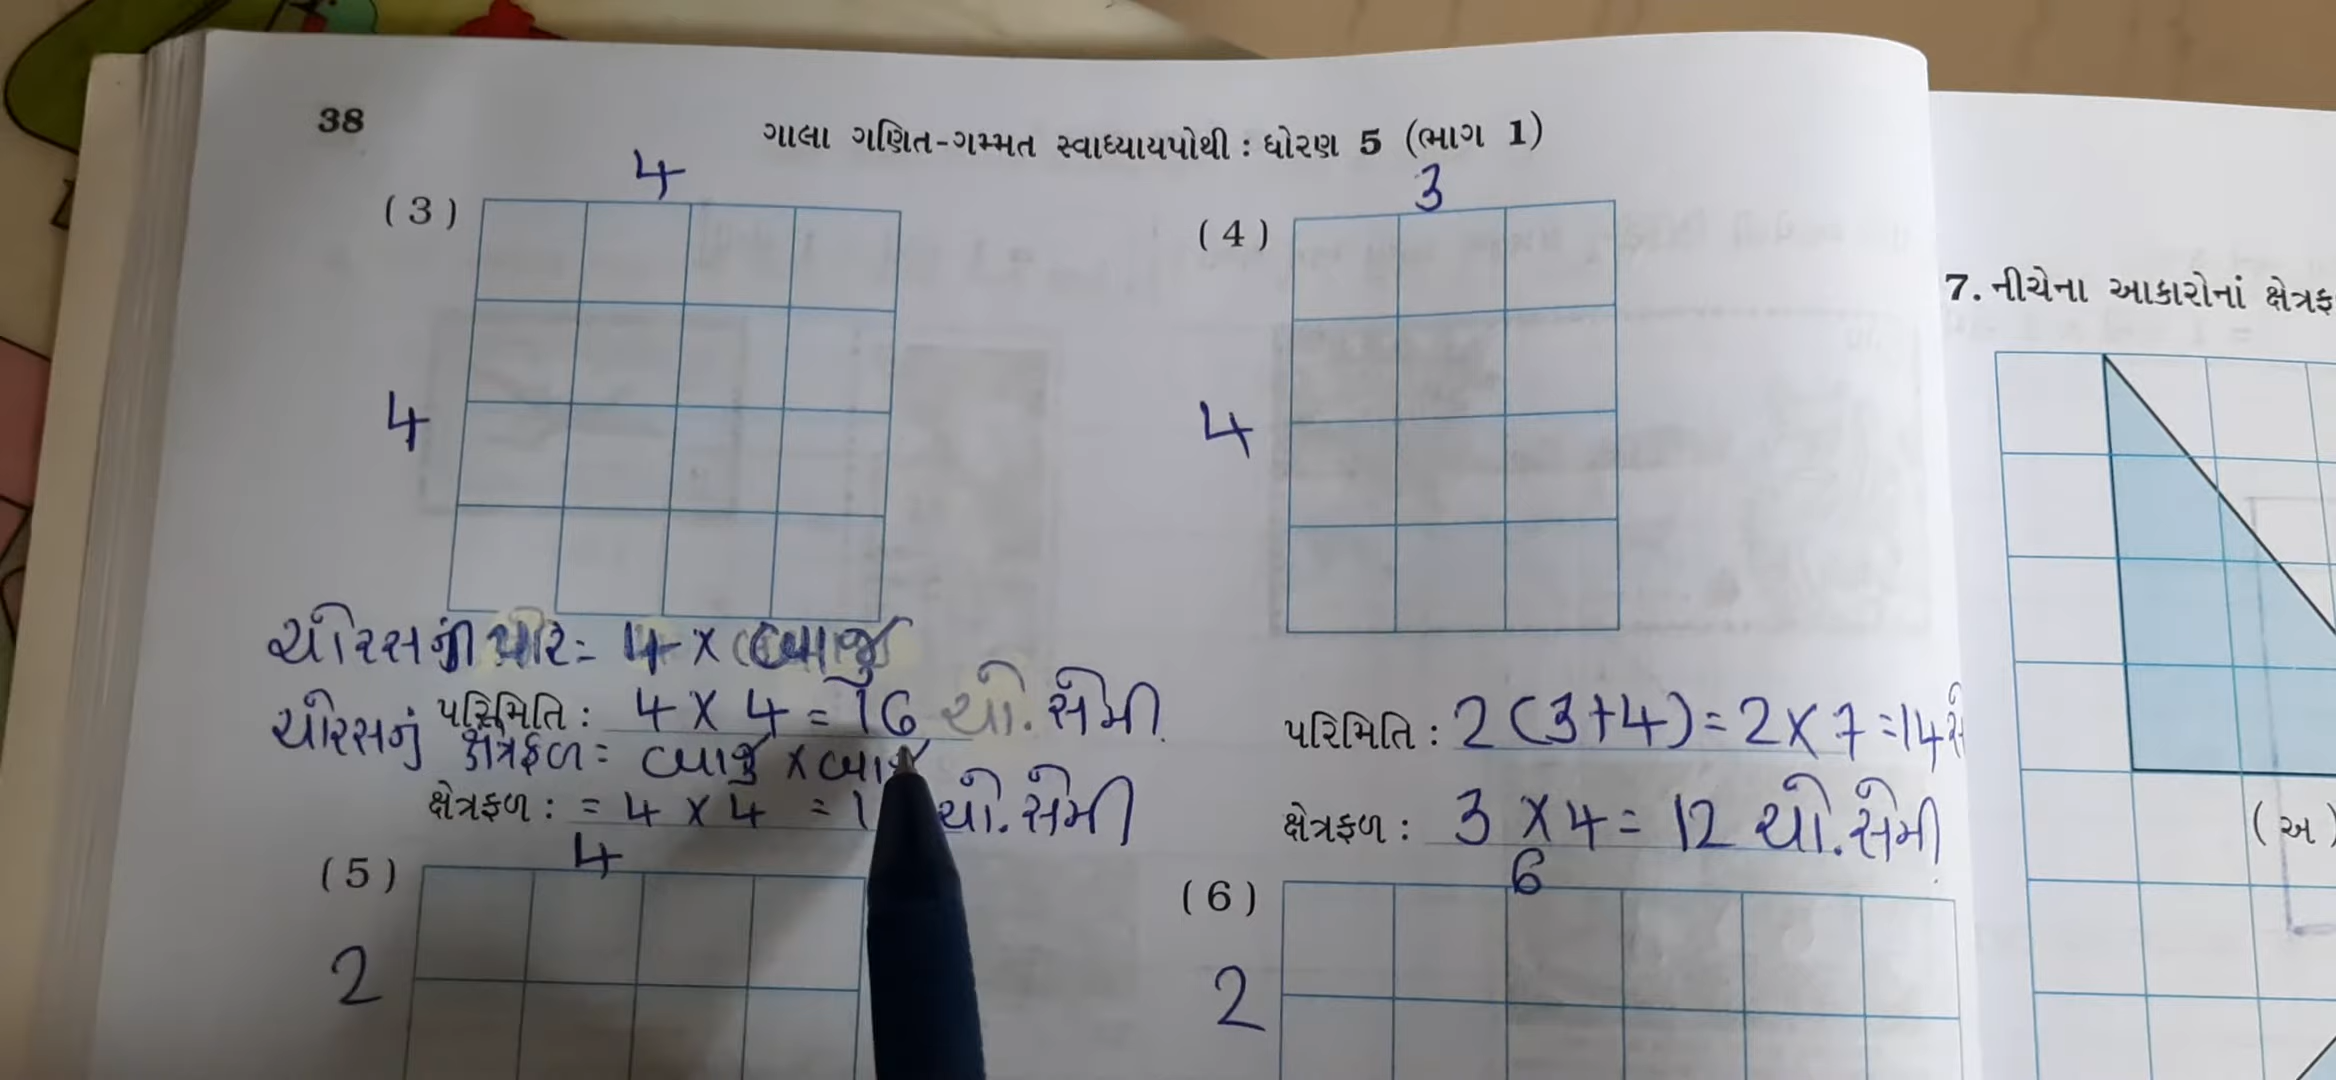 38
ગાલા ગણિત-ગમ્મત સ્વાધ્યાયપોથી : ધોરણ 5 (ભાગ 1)
(3)
4
4
ચોરસની પરિ = 4 × બાજુ
પરિમિતિ : 4 × 4 = 16 ચો. સેમી
ચોરસનું ક્ષેત્રફળ = બાજુ × બાજુ
ક્ષેત્રફળ : = 4 × 4 = ચો. સેમી
(4)
3
4
પરિમિતિ : 2 (3+4) = 2 × 7 = 14
ક્ષેત્રફળ : 3 × 4 = 12 ચો. સેમી
(5)
4
2
(6)
6
2
7. નીચેના આકારોનાં
(અ)